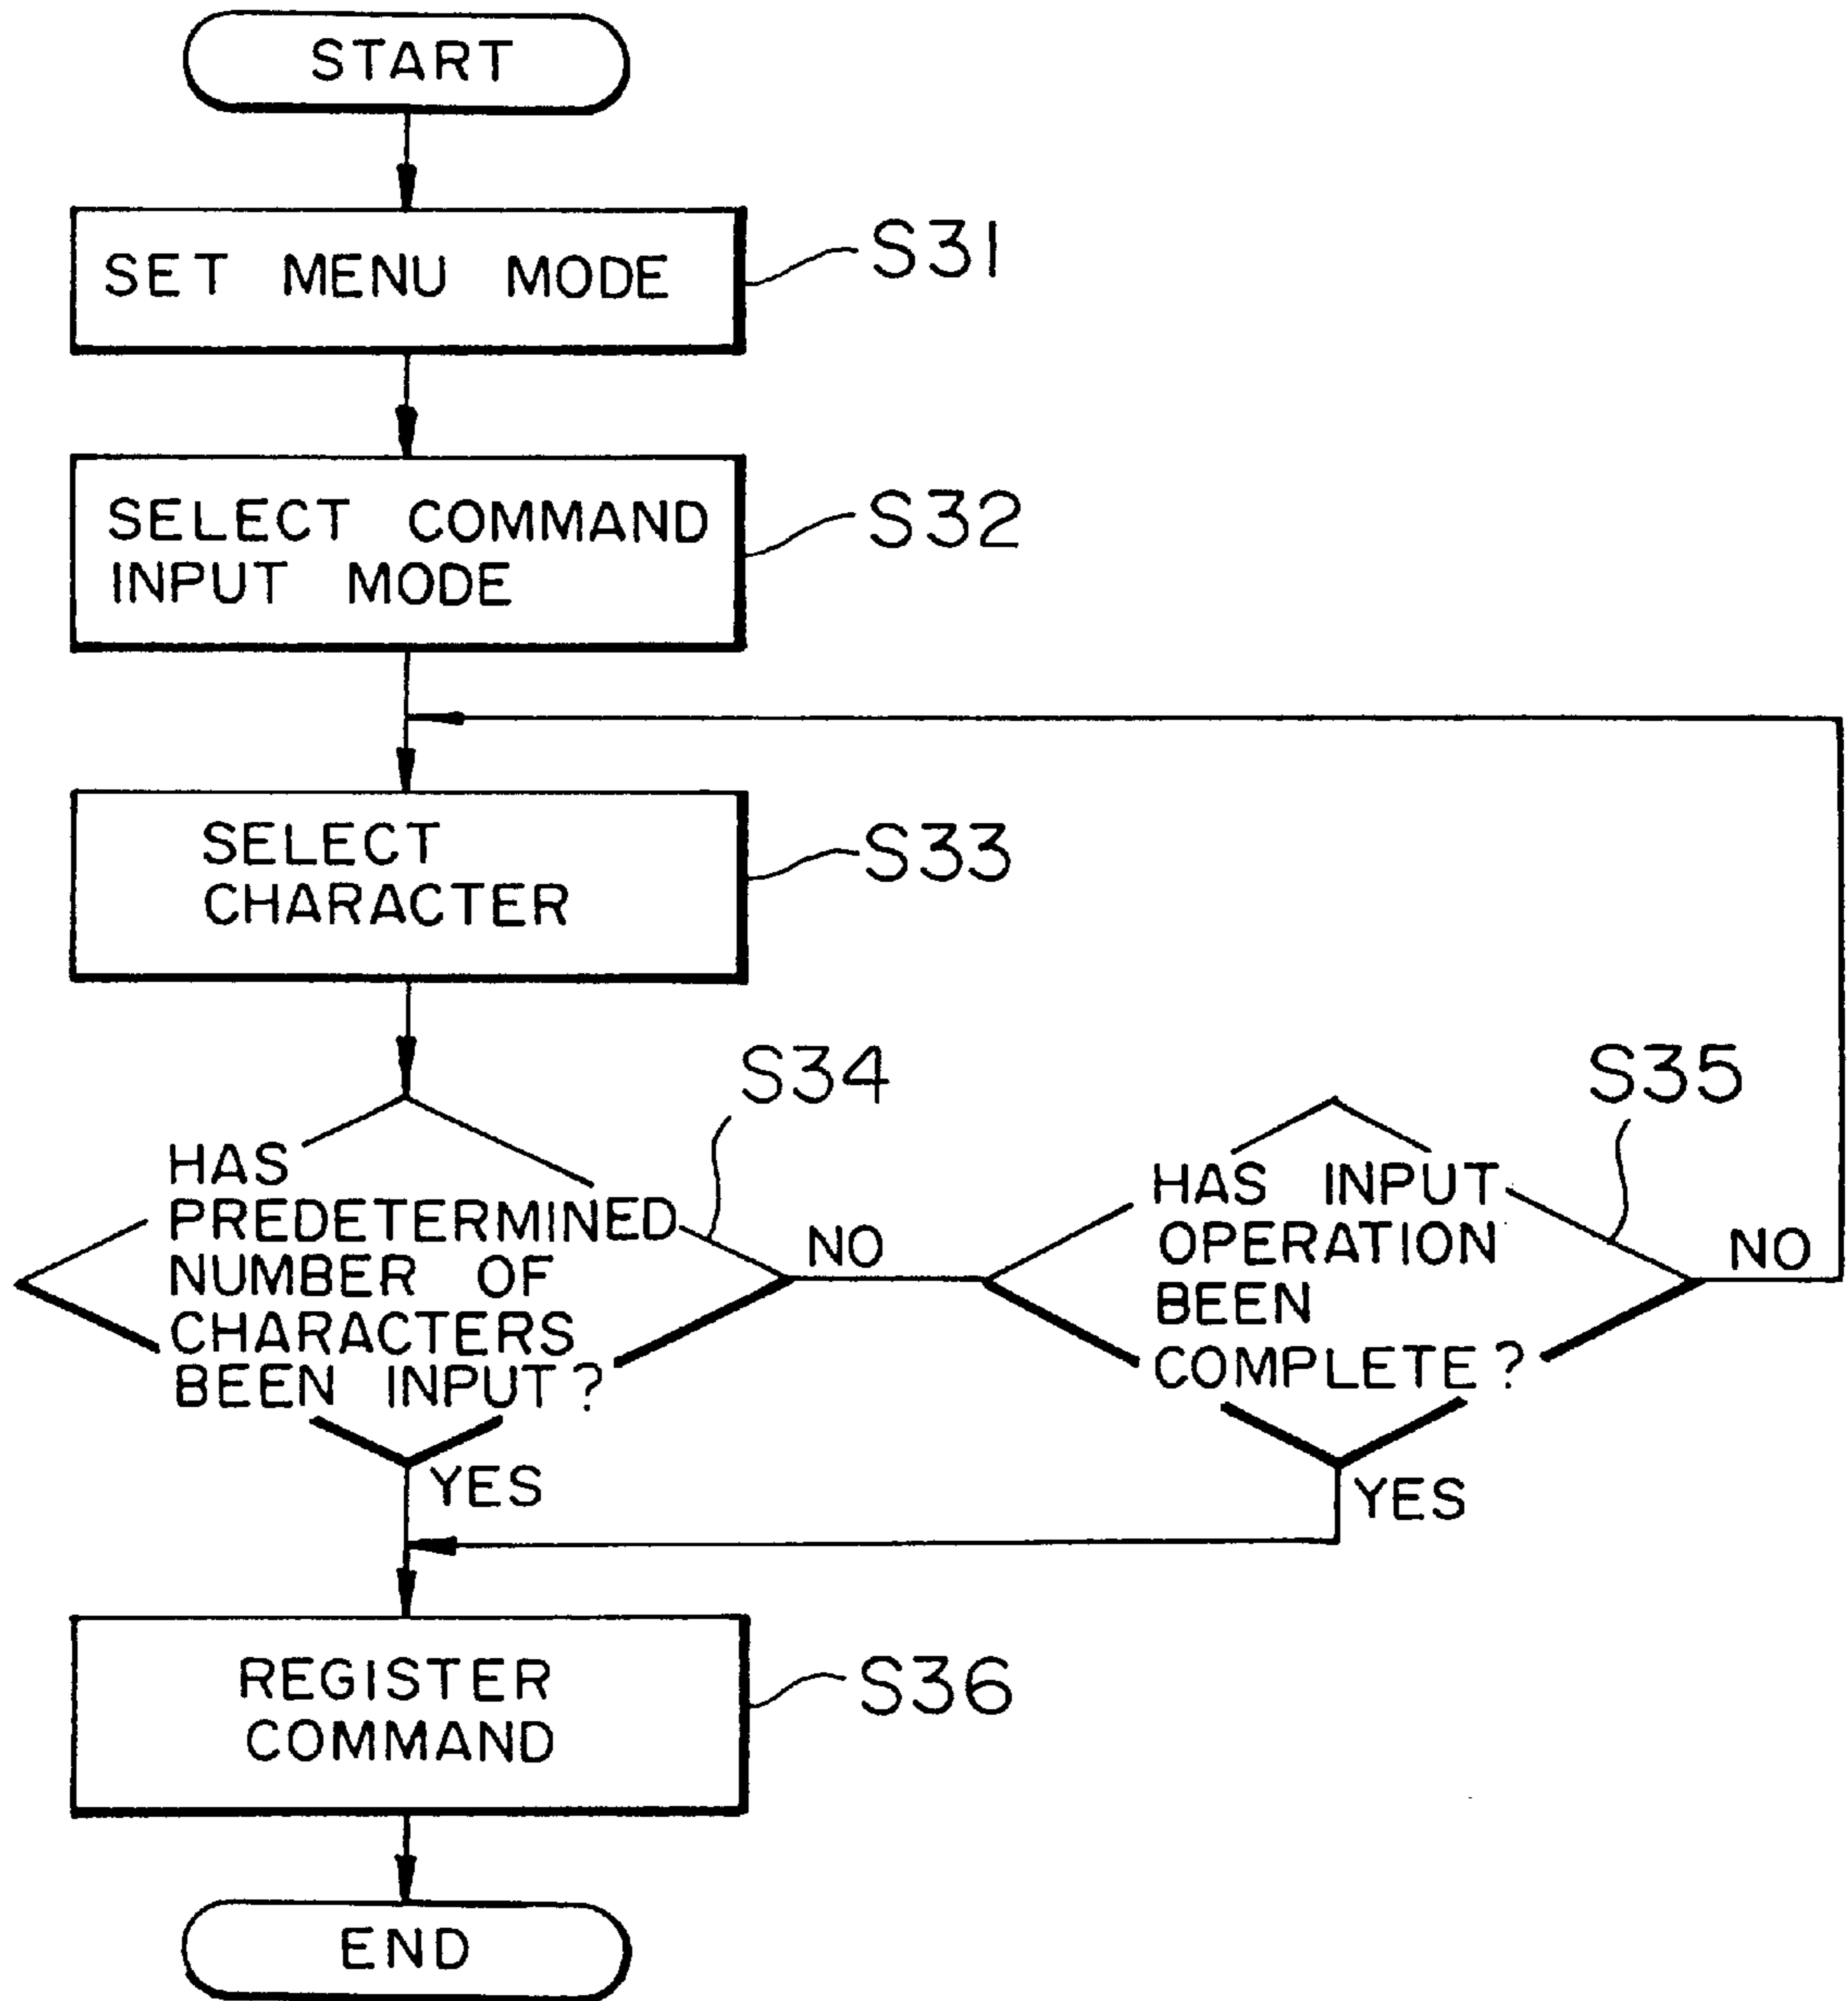 START
SET MENU MODE
S31
SELECT COMMAND
INPUT MODE
S32
SELECT
CHARACTER
S33
HAS
PREDETERMINED
NUMBER OF
CHARACTERS
BEEN INPUT?
S34
NO
YES
HAS INPUT
OPERATION
BEEN
COMPLETE?
S35
NO
YES
REGISTER
COMMAND
S36
END